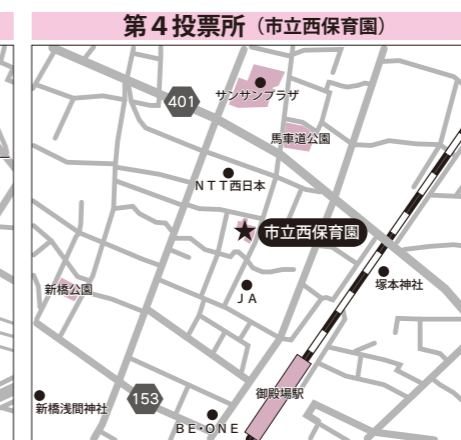 第4投票所（市立西保育園）
サンサンプラザ
401
馬車道公園
NTT西日本
市立西保育園
塚本神社
新橋公園
JA
御殿場駅
153
新橋浅間神社
BE・ONE